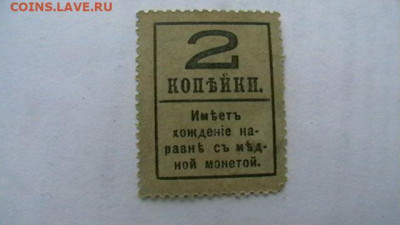 COINS.LAVE.RU
2
КОПѢЙКИ.
Имѣетъ
хожденіе на-
равнѣ съ мѣд-
ной монетой.